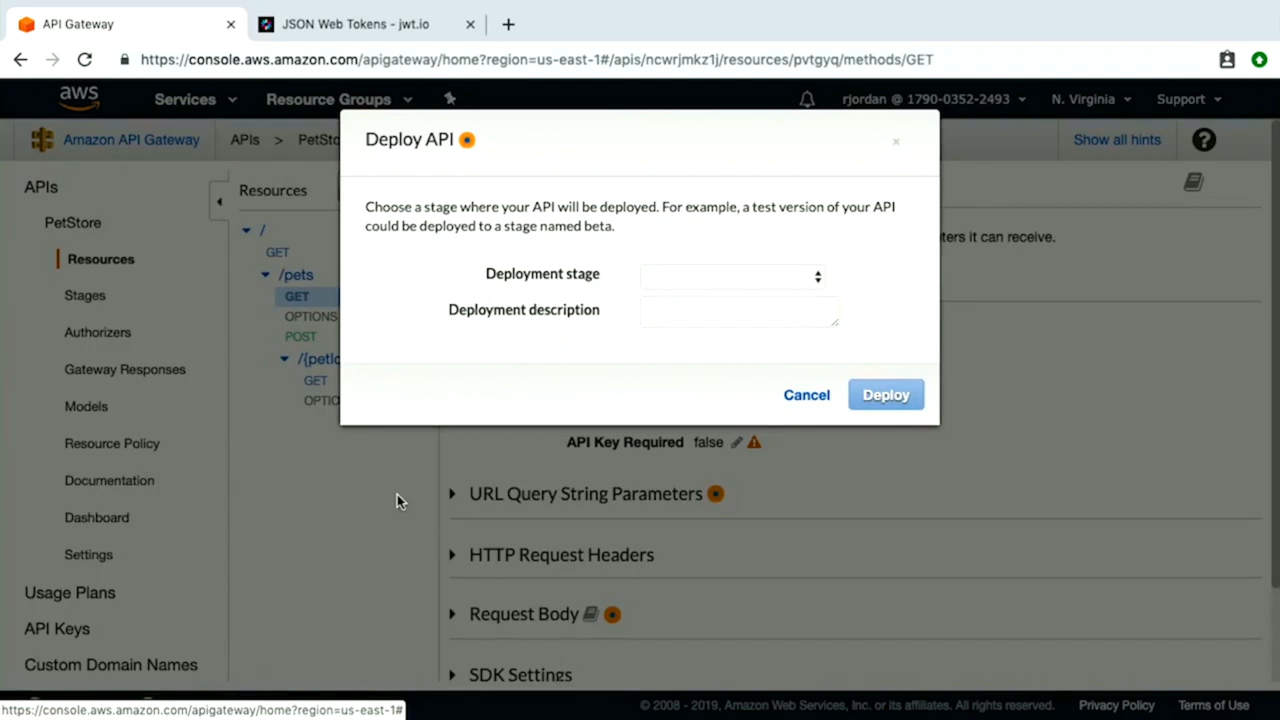 API Gateway
JSON Web Tokens - jwt.io
https://console.aws.amazon.com/apigateway/home?region=us-east-1#/apis/ncwrjmkz1j/resources/pvtgyq/methods/GET
aws
Services
Resource Groups
rjordan @ 1790-0352-2493
N. Virginia
Support
Amazon API Gateway
APIs
>
PetSto
Show all hints
?
APIs
PetStore
Resources
Stages
Authorizers
Gateway Responses
Models
Resource Policy
Documentation
Dashboard
Settings
Usage Plans
API Keys
Custom Domain Names
Resources
/
GET
/pets
GET
OPTIONS
POST
/{petId
GET
OPTIC
Deploy API
Choose a stage where your API will be deployed. For example, a test version of your API
could be deployed to a stage named beta.
Deployment stage
Deployment description
Cancel
Deploy
ters it can receive.
API Key Required false
URL Query String Parameters
HTTP Request Headers
Request Body
SDK Settings
© 2008 - 2019, Amazon Web Services, Inc. or its affiliates. All rights reserved.
Privacy Policy
Terms of Use
https://console.aws.amazon.com/apigateway/home?region=us-east-1#